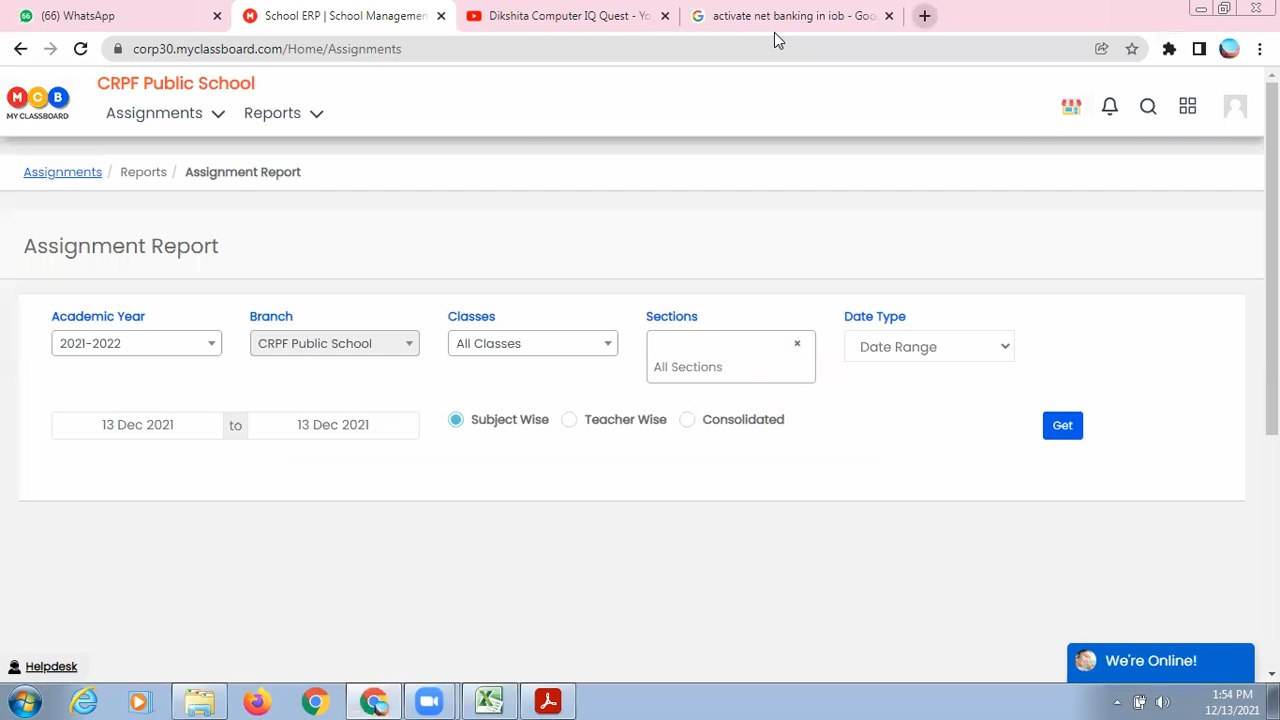 (66) WhatsApp
School ERP | School Managemen
Dikshita Computer IQ Quest - Yo
activate net banking in iob - Goo
corp30.myclassboard.com/Home/Assignments
M C B
MY CLASSBOARD
CRPF Public School
Assignments
Reports
Assignments / Reports / Assignment Report
Assignment Report
Academic Year
Branch
Classes
Sections
Date Type
2021-2022
CRPF Public School
All Classes
All Sections
Date Range
13 Dec 2021 to 13 Dec 2021
Subject Wise
Teacher Wise
Consolidated
Get
Helpdesk
We're Online!
1:54 PM
12/13/2021